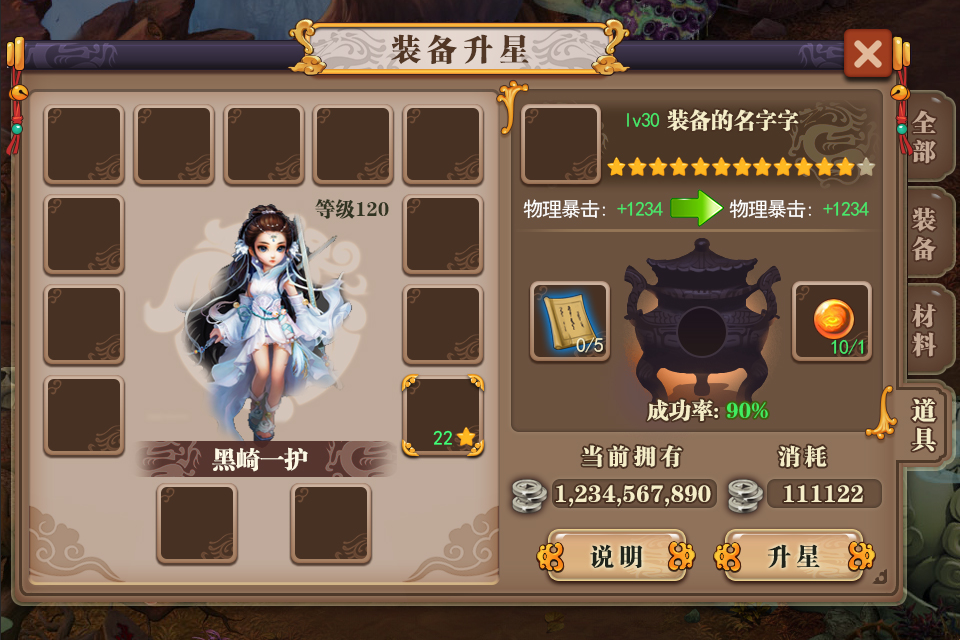 装备升星
lv30 装备的名字字
物理暴击: +1234 物理暴击: +1234
等级120
0/5
10/1
成功率: 90%
22
黑崎一护
当前拥有 消耗
1,234,567,890 111122
说明 升星
全部
装备
材料
道具